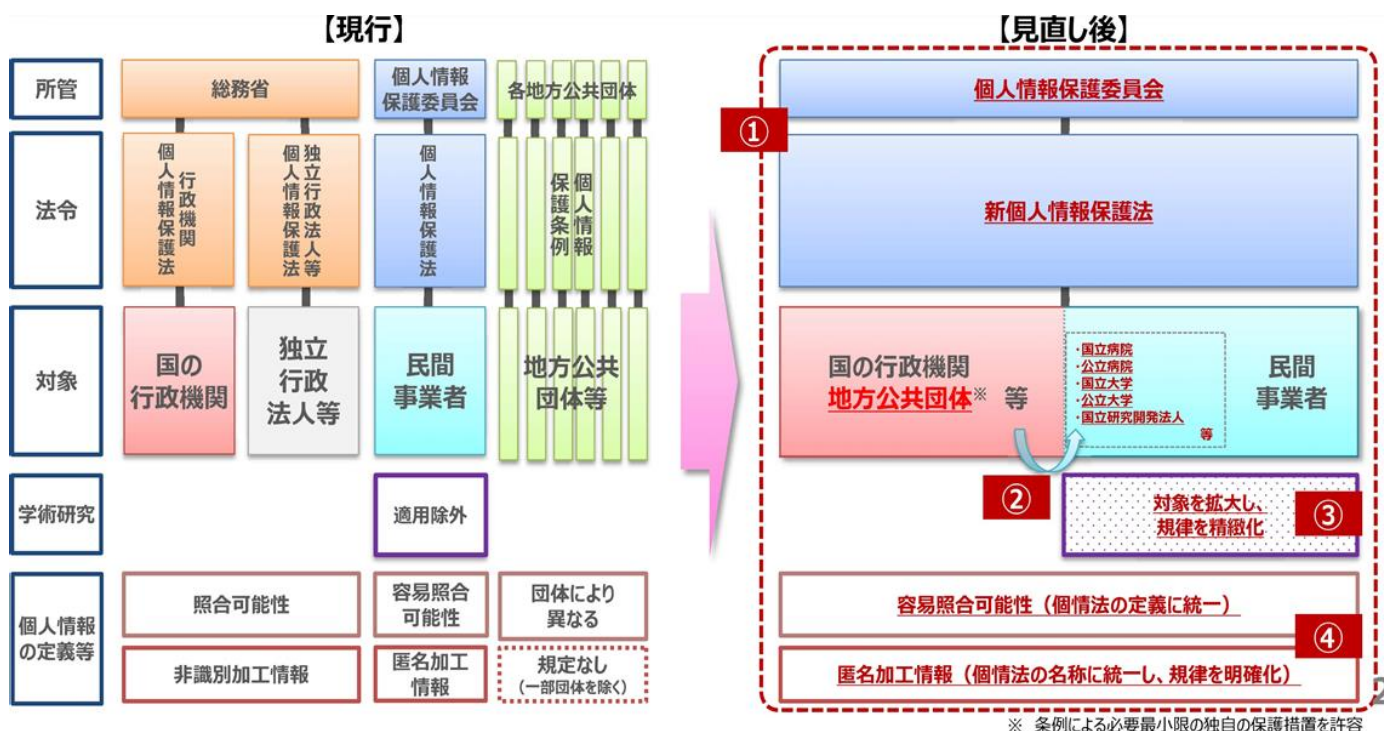 【現行】
【見直し後】
所管
総務省
個人情報
保護委員会
各地方公共団体
個人情報保護委員会
①
法令
行政機関
個人情報保護法
独立行政法人等
個人情報保護法
個人情報保護法
個人情報
保護条例
新個人情報保護法
対象
国の
行政機関
独立
行政
法人等
民間
事業者
地方公共
団体等
国の行政機関
地方公共団体※ 等
・国立病院
・公立病院
・国立大学
・公立大学
・国立研究開発法人
等
民間
事業者
②
学術研究
適用除外
対象を拡大し、
規律を精緻化
③
個人情報
の定義等
照合可能性
容易照合
可能性
団体により
異なる
容易照合可能性（個情法の定義に統一）
④
非識別加工情報
匿名加工
情報
規定なし
（一部団体を除く）
匿名加工情報（個情法の名称に統一し、規律を明確化）
2
※ 条例による必要最小限の独自の保護措置を許容